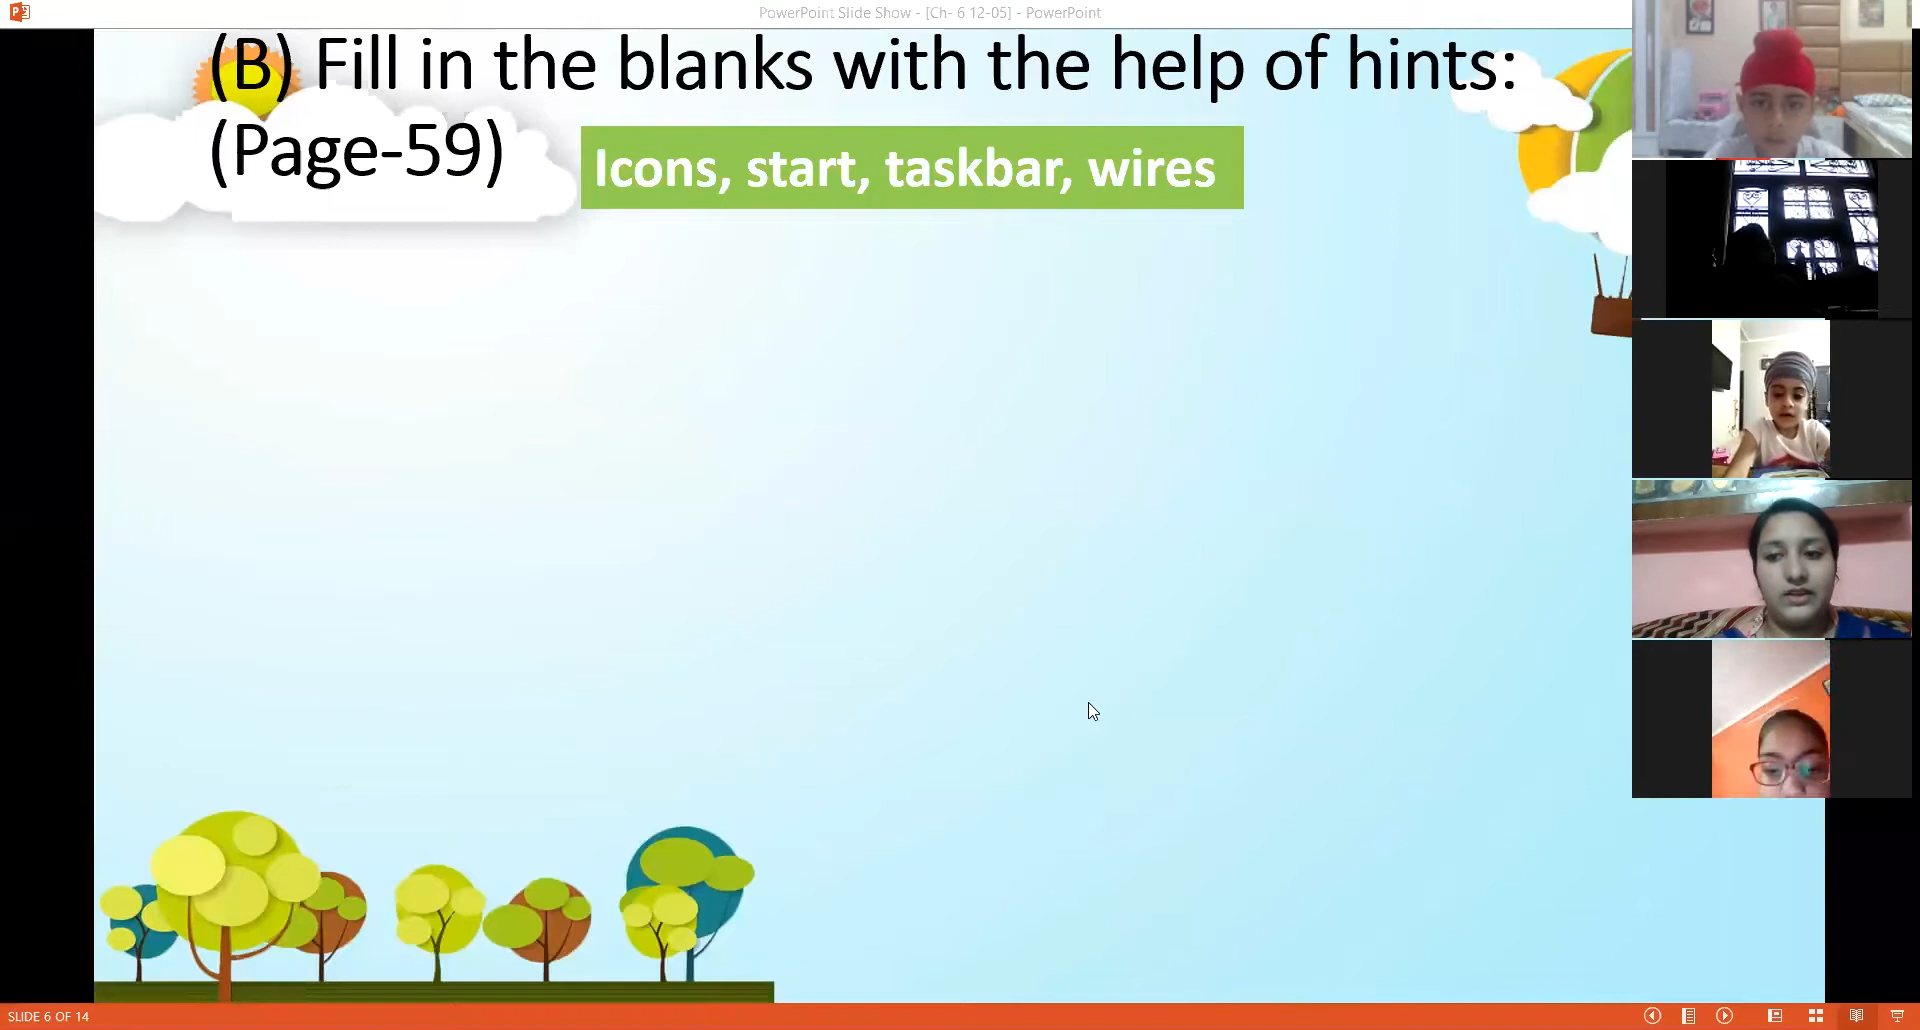 PowerPoint Slide Show - [Ch- 6 12-05] - PowerPoint
(B) Fill in the blanks with the help of hints:
(Page-59)
Icons, start, taskbar, wires
SLIDE 6 OF 14